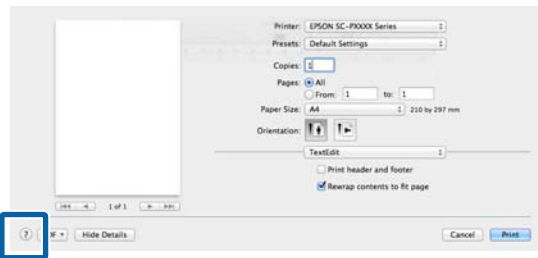 Printer: EPSON SC-PXXXX Series
Presets: Default Settings
Copies: 1
Pages: All
From: 1 to: 1
Paper Size: A4 210 by 297 mm
Orientation:
TextEdit
Print header and footer
Rewrap contents to fit page
1 of 1
? DF Hide Details Cancel Print